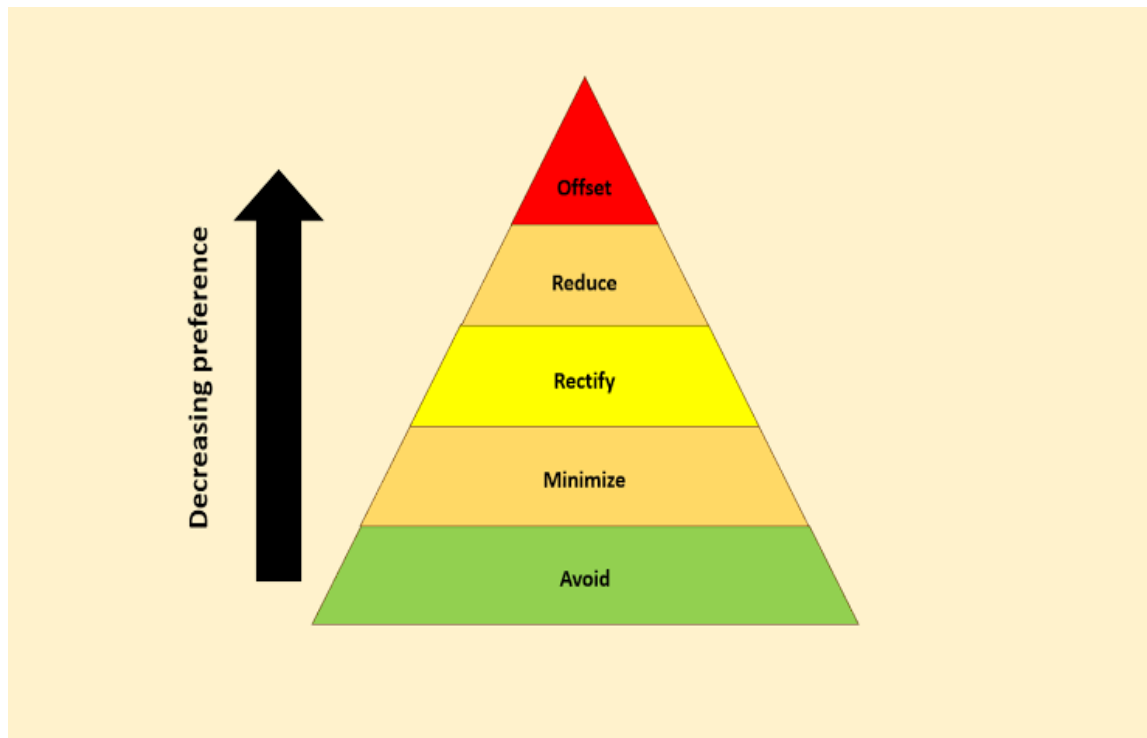 Decreasing preference
Offset
Reduce
Rectify
Minimize
Avoid